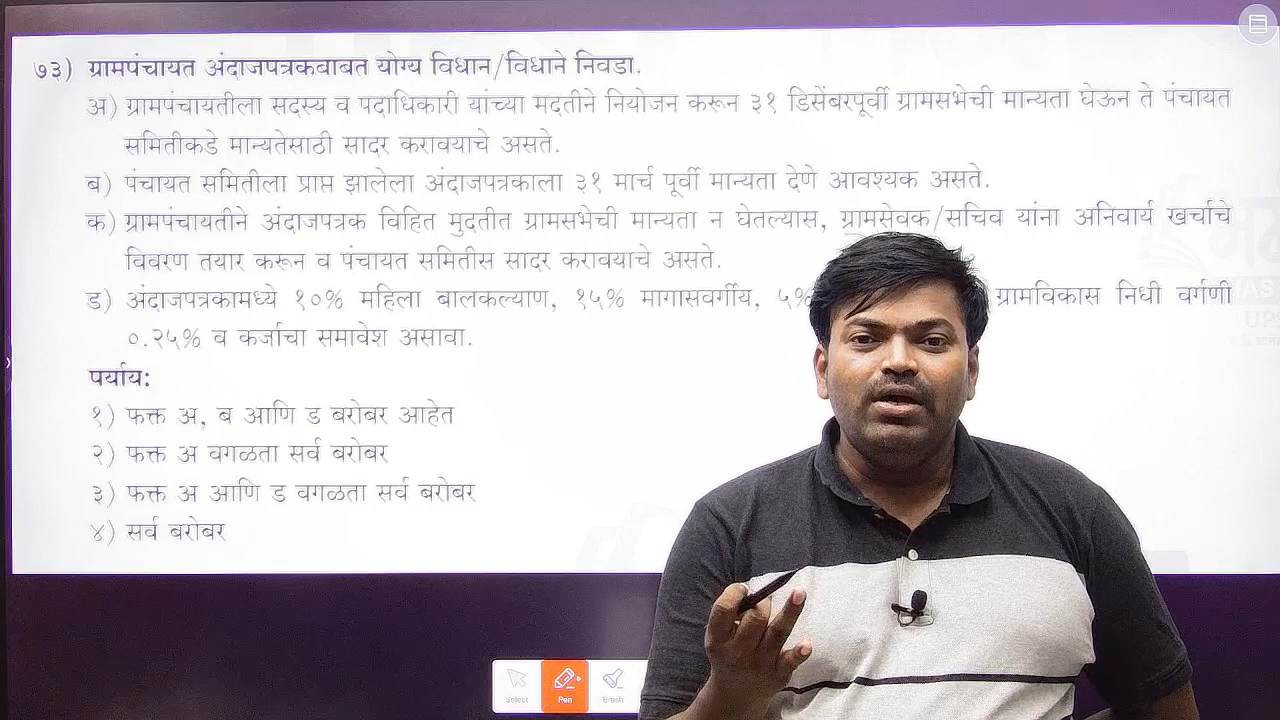 ७३) ग्रामपंचायत अंदाजपत्रकबाबत योग्य विधान/विधाने निवडा.
अ) ग्रामपंचायतीला सदस्य व पदाधिकारी यांच्या मदतीने नियोजन करून ३१ डिसेंबरपूर्वी ग्रामसभेची मान्यता घेऊन ते पंचायत
समितीकडे मान्यतेसाठी सादर करावयाचे असते.
ब) पंचायत समितीला प्राप्त झालेला अंदाजपत्रकाला ३१ मार्च पूर्वी मान्यता देणे आवश्यक असते.
क) ग्रामपंचायतीने अंदाजपत्रक विहित मुदतीत ग्रामसभेची मान्यता न घेतल्यास, ग्रामसेवक/सचिव यांना अनिवार्य खर्चाचे
विवरण तयार करून व पंचायत समितीस सादर करावयाचे असते.
ड) अंदाजपत्रकामध्ये १०% महिला बालकल्याण, १५% मागासवर्गीय, ५% ग्रामविकास निधी वर्गणी
०.२५% व कर्जाचा समावेश असावा.
पर्याय:
१) फक्त अ, ब आणि ड बरोबर आहेत
२) फक्त अ वगळता सर्व बरोबर
३) फक्त अ आणि ड वगळता सर्व बरोबर
४) सर्व बरोबर
Select Pen Brush